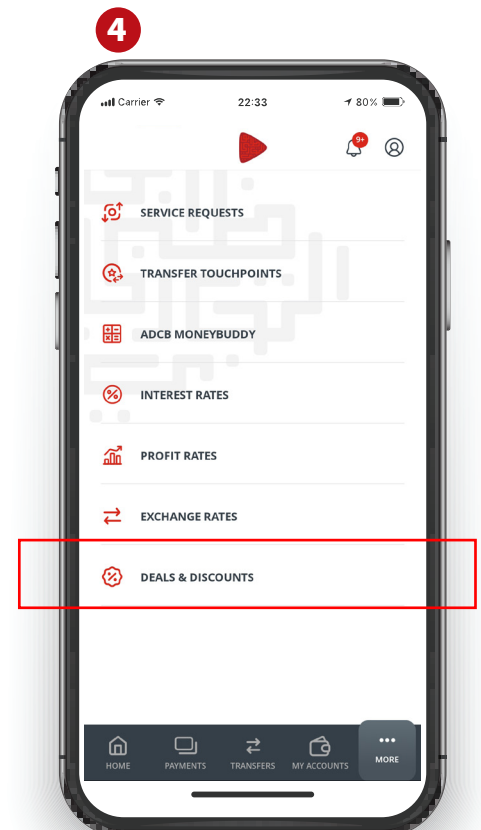 4
Carrier 22:33 80%
9+
SERVICE REQUESTS
TRANSFER TOUCHPOINTS
ADCB MONEYBUDDY
INTEREST RATES
PROFIT RATES
EXCHANGE RATES
DEALS & DISCOUNTS
HOME PAYMENTS TRANSFERS MY ACCOUNTS MORE